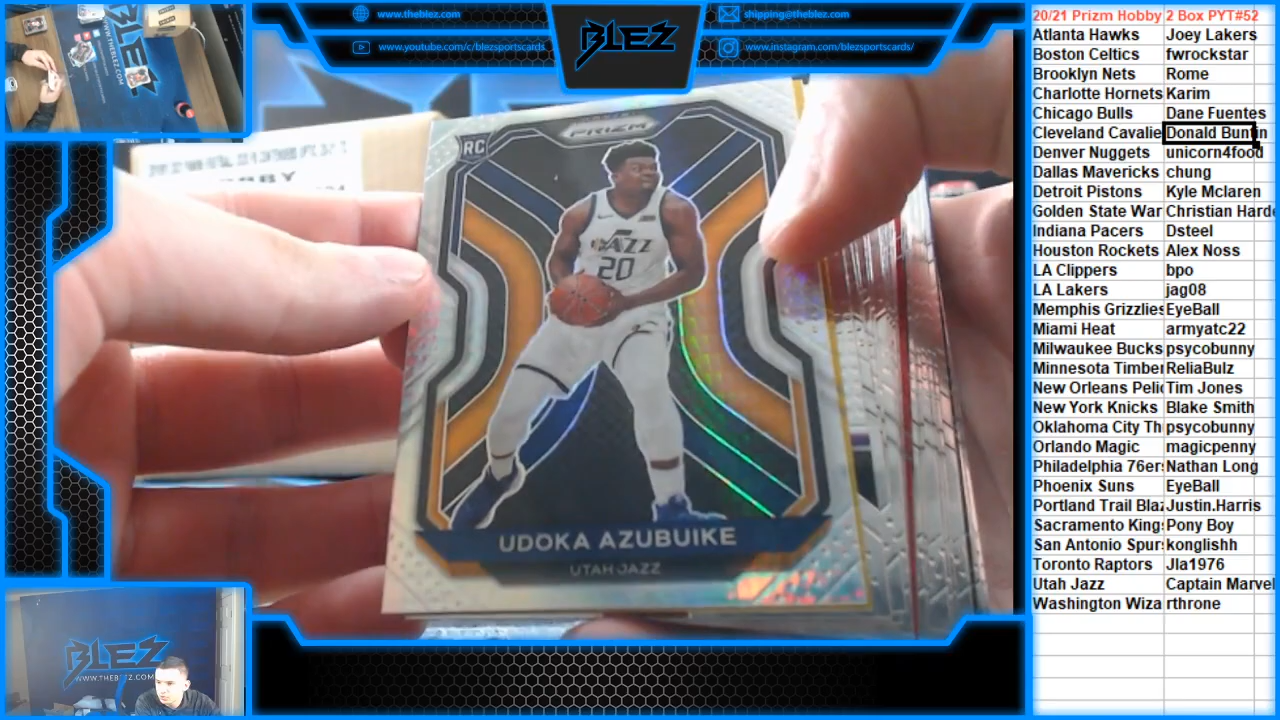 www.theblez.com
shipping@theblez.com
www.youtube.com/c/blezsportscards
BLEZ
www.instagram.com/blezsportscards/
RC
PRIZM
JAZZ
20
UDOKA AZUBUIKE
UTAH JAZZ
BLEZ
WWW.THEBLEZ.COM
20/21 Prizm Hobby 2 Box PYT#52
Atlanta Hawks Joey Lakers
Boston Celtics fwrockstar
Brooklyn Nets Rome
Charlotte Hornets Karim
Chicago Bulls Dane Fuentes
Cleveland Cavalie Donald Buntin
Denver Nuggets unicorn4food
Dallas Mavericks chung
Detroit Pistons Kyle Mclaren
Golden State War Christian Hard
Indiana Pacers Dsteel
Houston Rockets Alex Noss
LA Clippers bpo
LA Lakers jag08
Memphis Grizzlies EyeBall
Miami Heat armyatc22
Milwaukee Bucks psycobunny
Minnesota Timber ReliaBulz
New Orleans Peli Tim Jones
New York Knicks Blake Smith
Oklahoma City Th psycobunny
Orlando Magic magicpenny
Philadelphia 76ers Nathan Long
Phoenix Suns EyeBall
Portland Trail Blaz Justin.Harris
Sacramento Kings Pony Boy
San Antonio Spurs konglishh
Toronto Raptors Jla1976
Utah Jazz Captain Marvel
Washington Wiza rthrone